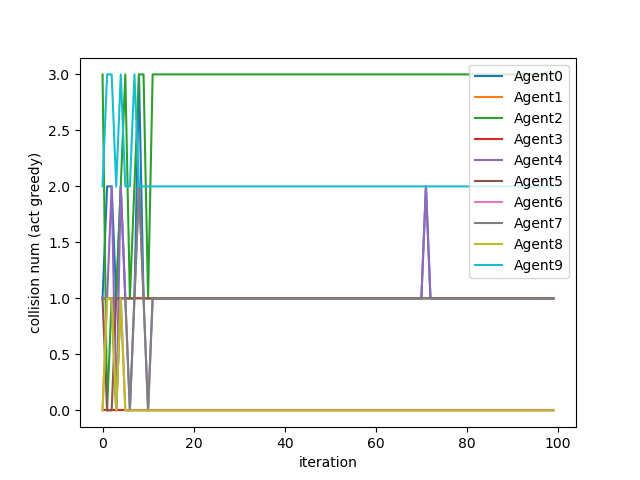 3.0
2.5
2.0
1.5
1.0
0.5
0.0
collision num (act greedy)
0
20
40
60
80
100
iteration
Agent0
Agent1
Agent2
Agent3
Agent4
Agent5
Agent6
Agent7
Agent8
Agent9